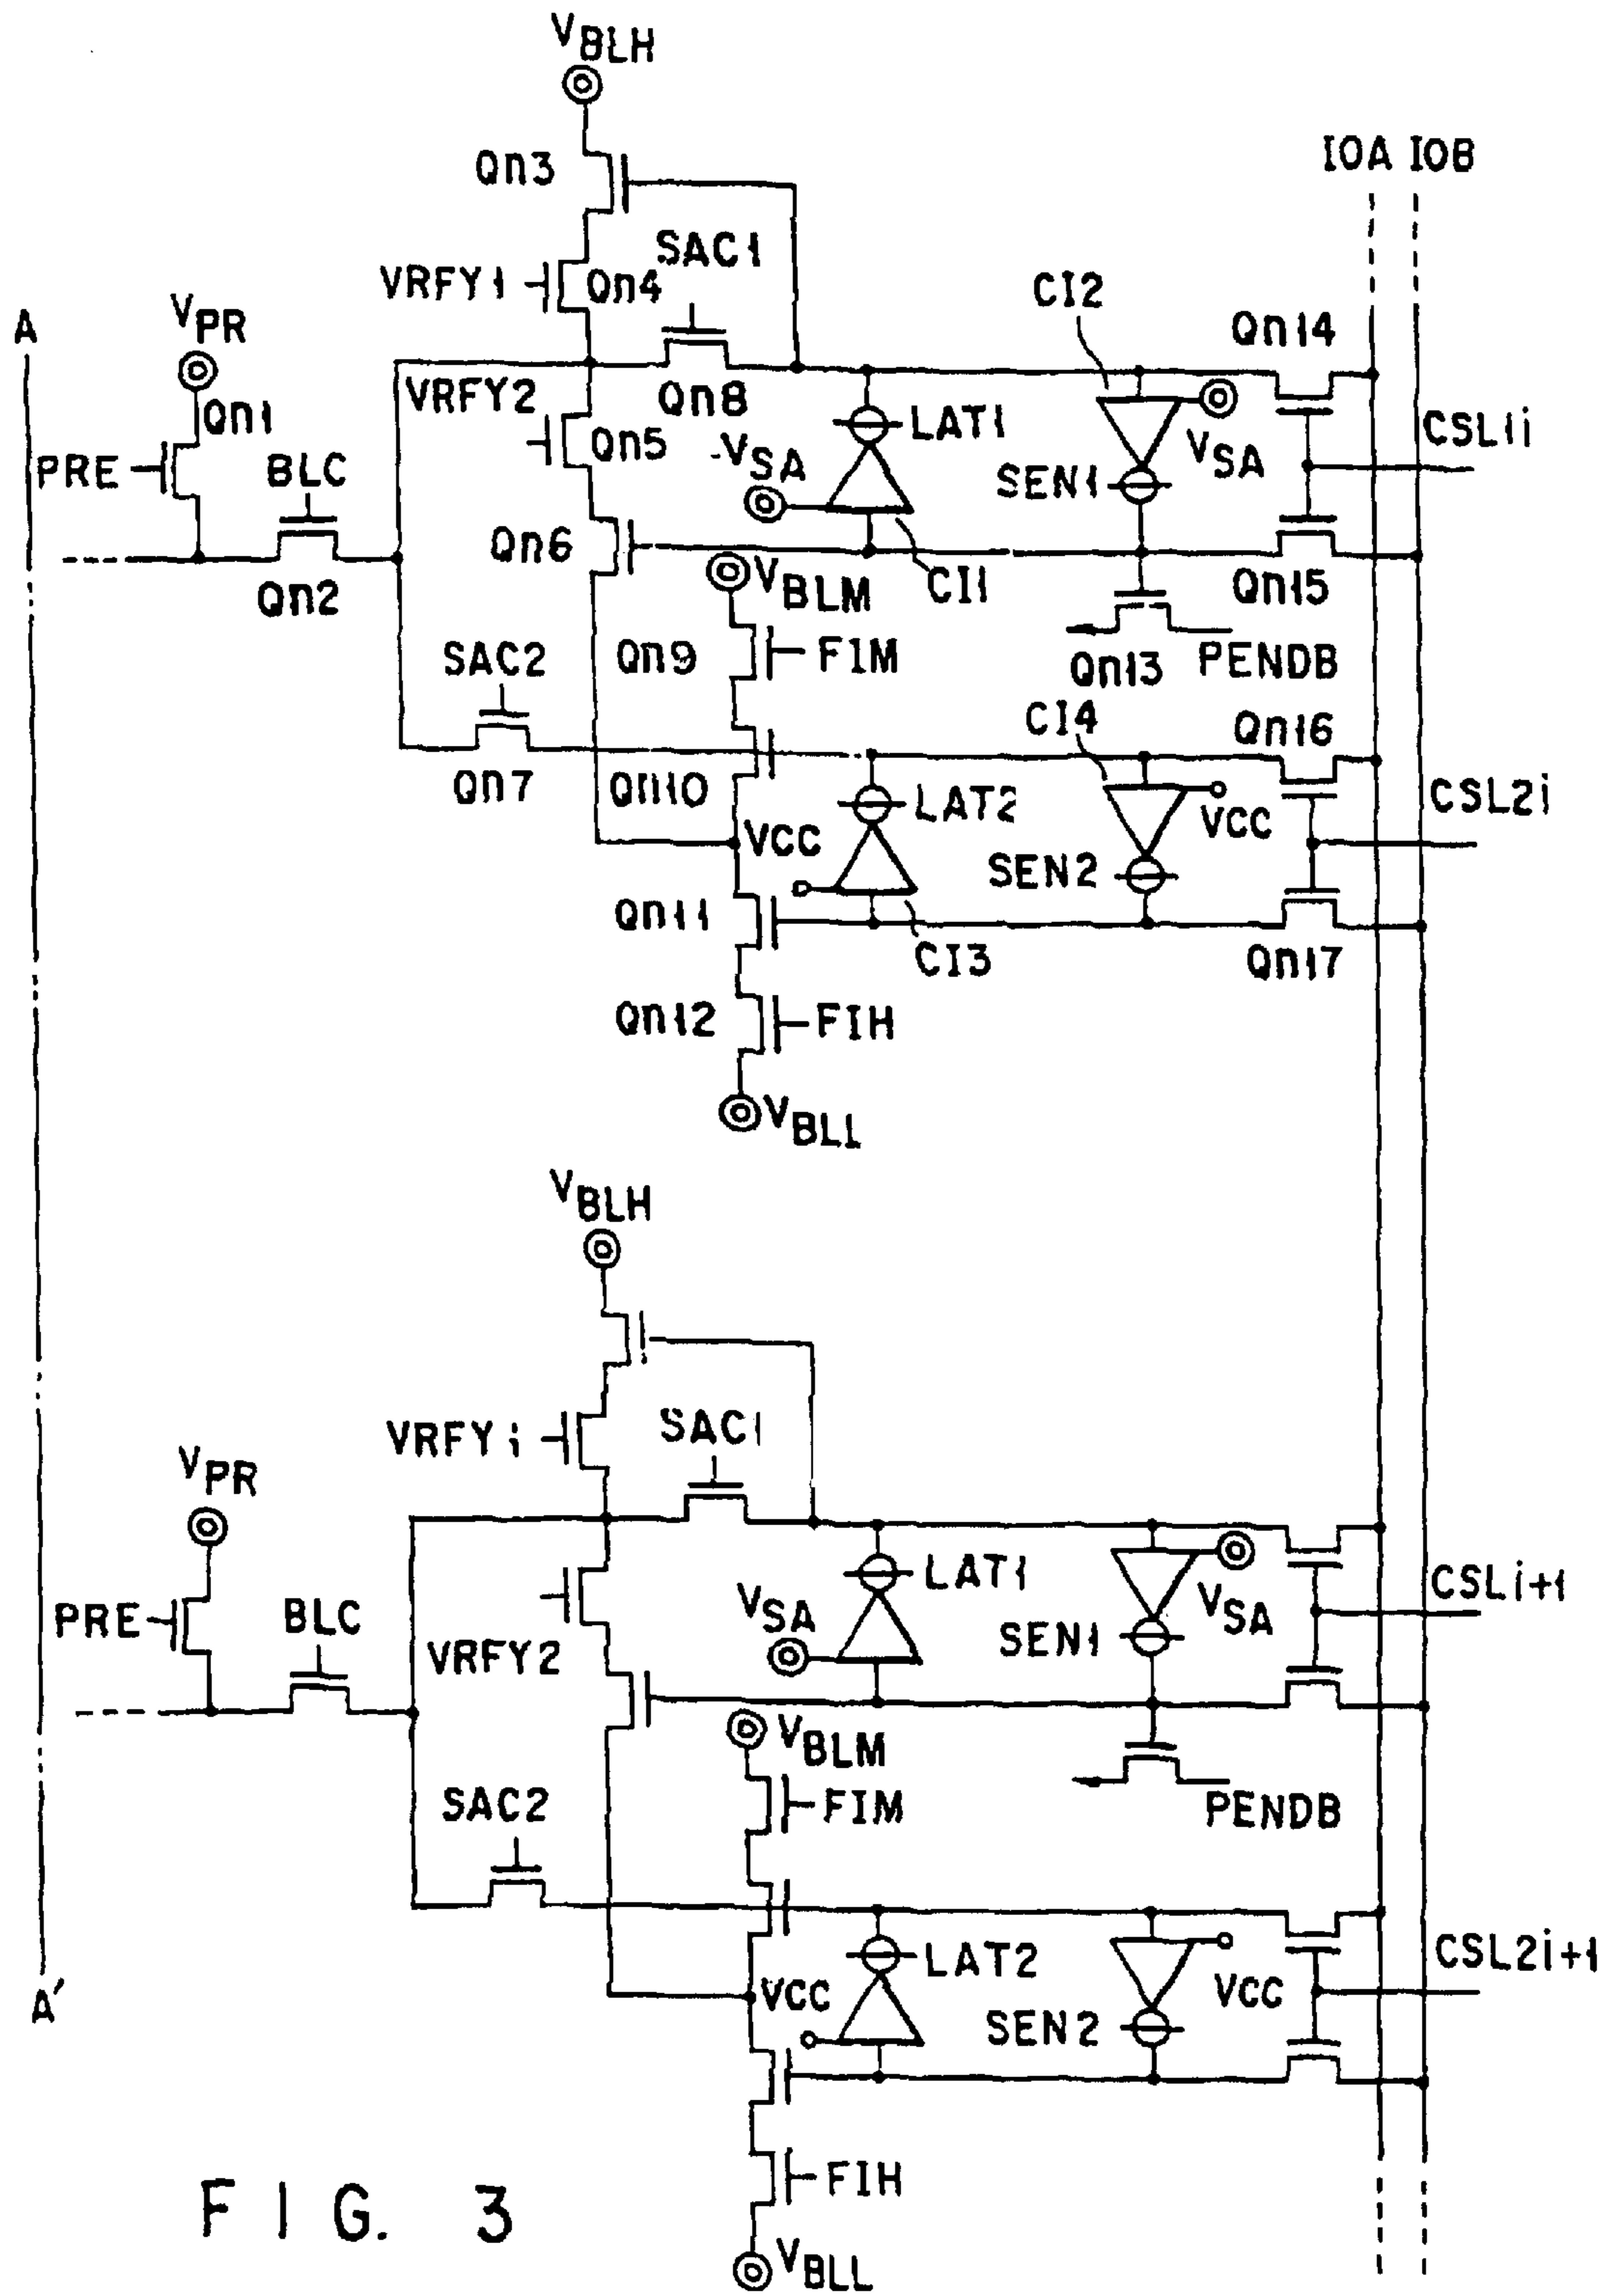 VBLH
Qn3
IOA IOB
SAC1
VRFY1
Qn4
CI2
A
VPR
Qn14
VRFY2
Qn8
Qn1
LAT1
CSL1i
Qn5
VSA
VSA
PRE
BLC
SEN1
Qn6
Qn2
VBLM
CI1
Qn15
Qn9
FIM
SAC2
Qn13
PENDB
CI4
Qn16
Qn7
Qn10
LAT2
CSL2i
VCC
VCC
SEN2
Qn11
CI3
Qn17
Qn12
FIH
VBLL
VBLH
VRFYi
SAC1
VPR
LAT1
CSLi+1
VSA
VSA
PRE
BLC
SEN1
VRFY2
VBLM
SAC2
FIM
PENDB
LAT2
CSL2i+1
VCC
VCC
SEN2
A'
FIH
FIG. 3
VBLL